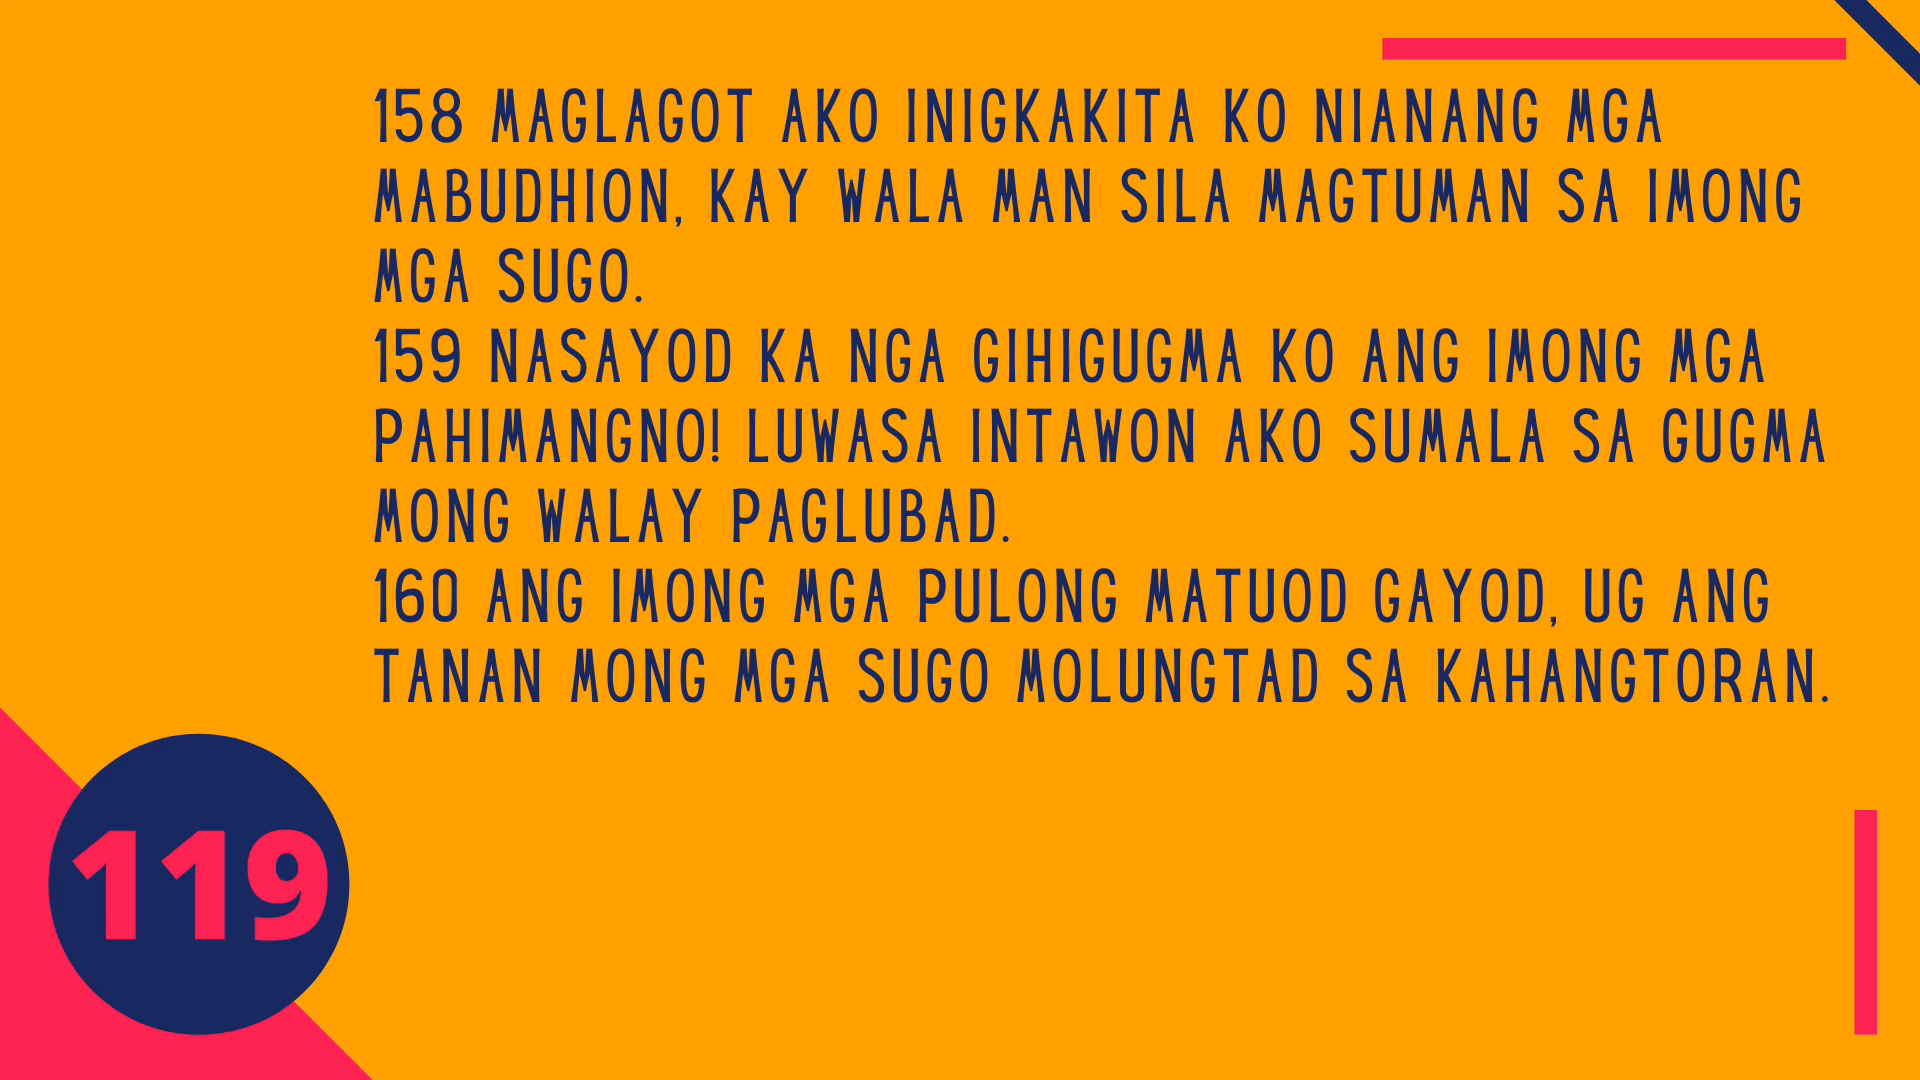 158 MAGLAGOT AKO INIGKAKITA KO NIANANG MGA
MABUDHION, KAY WALA MAN SILA MAGTUMAN SA IMONG
MGA SUGO.
159 NASAYOD KA NGA GIHIGUGMA KO ANG IMONG MGA
PAHIMANGNO! LUWASA INTAWON AKO SUMALA SA GUGMA
MONG WALAY PAGLUBAD.
160 ANG IMONG MGA PULONG MATUOD GAYOD, UG ANG
TANAN MONG MGA SUGO MOLUNGTAD SA KAHANGTORAN.
119